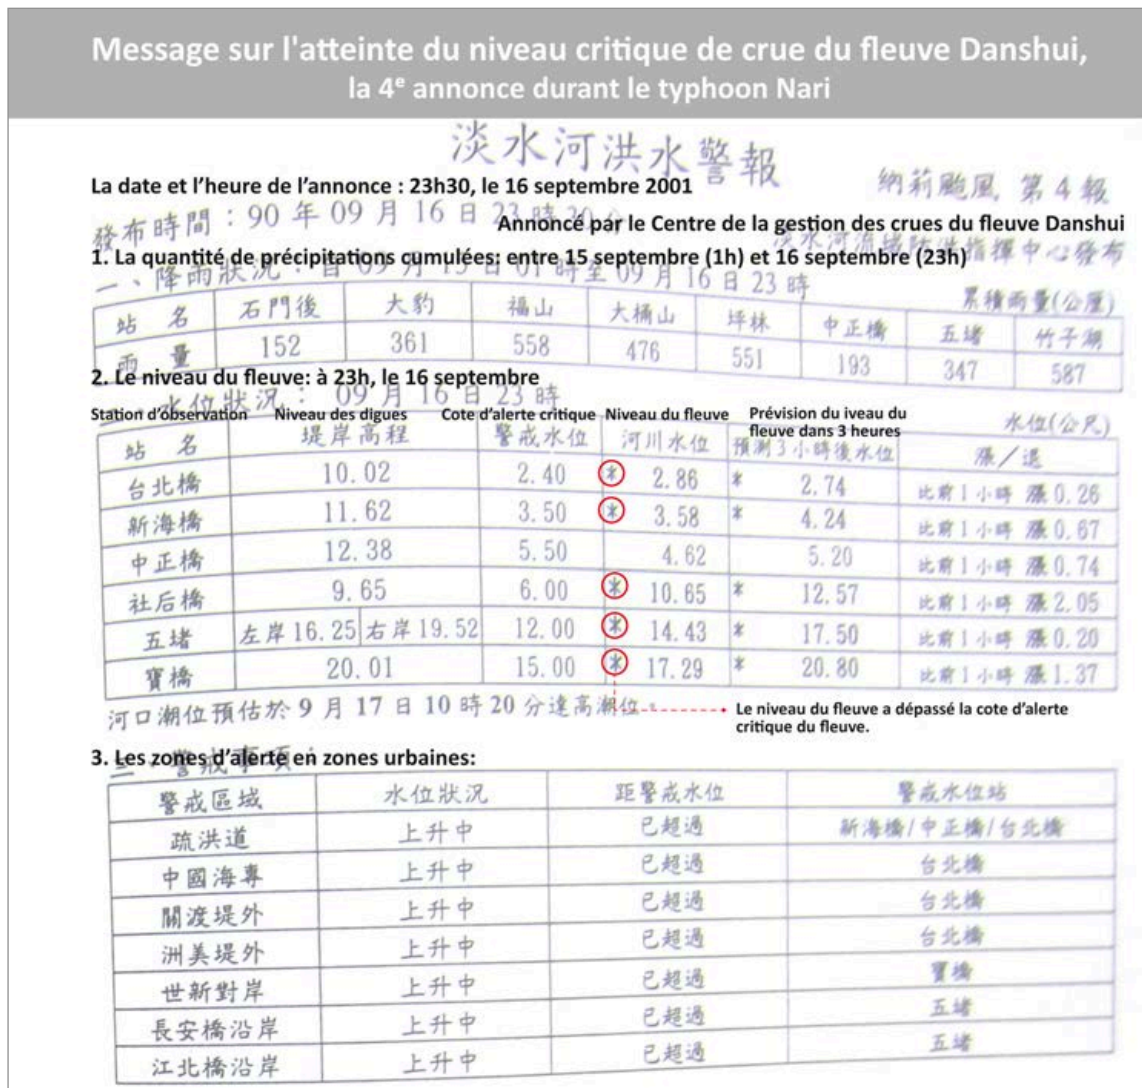 Message sur l'atteinte du niveau critique de crue du fleuve Danshui,
la 4e annonce durant le typhoon Nari
淡水河洪水警報
La date et l'heure de l'annonce : 23h30, le 16 septembre 2001
納莉颱風 第4報
發布時間：90年09月16日23時20分
Annoncé par le Centre de la gestion des crues du fleuve Danshui
淡水河流域防洪指揮中心發布
1. La quantité de précipitations cumulées: entre 15 septembre (1h) et 16 septembre (23h)
一、降雨狀況：自09月15日01時至09月16日23時
累積雨量(公厘)
站名 石門後 大豹 福山 大桶山 坪林 中正橋 五堵 竹子湖
雨量 152 361 558 476 551 193 347 587
2. Le niveau du fleuve: à 23h, le 16 septembre
水位狀況： 09月16日23時
水位(公尺)
Station d'observation Niveau des digues Cote d'alerte critique Niveau du fleuve Prévision du iveau du
fleuve dans 3 heures
站名 堤岸高程 警戒水位 河川水位 預測3小時後水位 漲／退
台北橋 10.02 2.40 * 2.86 * 2.74 比前1小時 漲0.26
新海橋 11.62 3.50 * 3.58 * 4.24 比前1小時 漲0.67
中正橋 12.38 5.50 4.62 5.20 比前1小時 漲0.74
社后橋 9.65 6.00 * 10.65 * 12.57 比前1小時 漲2.05
五堵 左岸16.25 右岸19.52 12.00 * 14.43 * 17.50 比前1小時 漲0.20
寶橋 20.01 15.00 * 17.29 * 20.80 比前1小時 漲1.37
河口潮位預估於9月17日10時20分達高潮位。
Le niveau du fleuve a dépassé la cote d'alerte
critique du fleuve.
3. Les zones d'alerte en zones urbaines:
三、警戒事項：
警戒區域 水位狀況 距警戒水位 警戒水位站
疏洪道 上升中 已超過 新海橋/中正橋/台北橋
中國海專 上升中 已超過 台北橋
關渡堤外 上升中 已超過 台北橋
洲美堤外 上升中 已超過 台北橋
世新對岸 上升中 已超過 寶橋
長安橋沿岸 上升中 已超過 五堵
江北橋沿岸 上升中 已超過 五堵